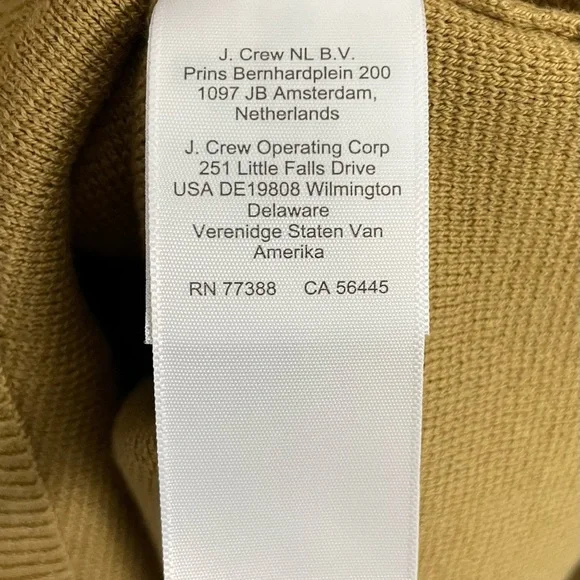 J. Crew NL B.V.
Prins Bernhardplein 200
1097 JB Amsterdam,
Netherlands
J. Crew Operating Corp
251 Little Falls Drive
USA DE19808 Wilmington
Delaware
Verenidge Staten Van
Amerika
RN 77388 CA 56445